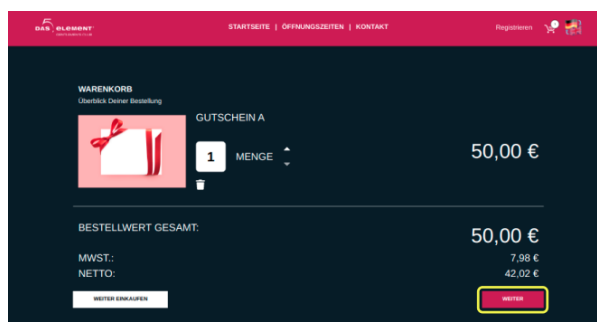 DAS 5 ELEMENT
STARTSEITE | ÖFFNUNGSZEITEN | KONTAKT
Registrieren
WARENKORB
Überblick Deiner Bestellung
GUTSCHEIN A
1 MENGE
50,00 €
BESTELLWERT GESAMT:
50,00 €
MWST.:
7,98 €
NETTO:
42,02 €
WEITER EINKAUFEN
WEITER